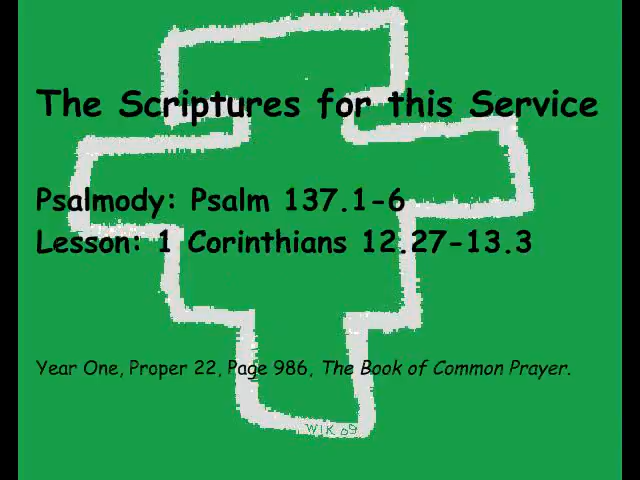 The Scriptures for this Service
Psalmody: Psalm 137.1-6
Lesson: 1 Corinthians 12.27-13.3
Year One, Proper 22, Page 986, The Book of Common Prayer.
WIK 09